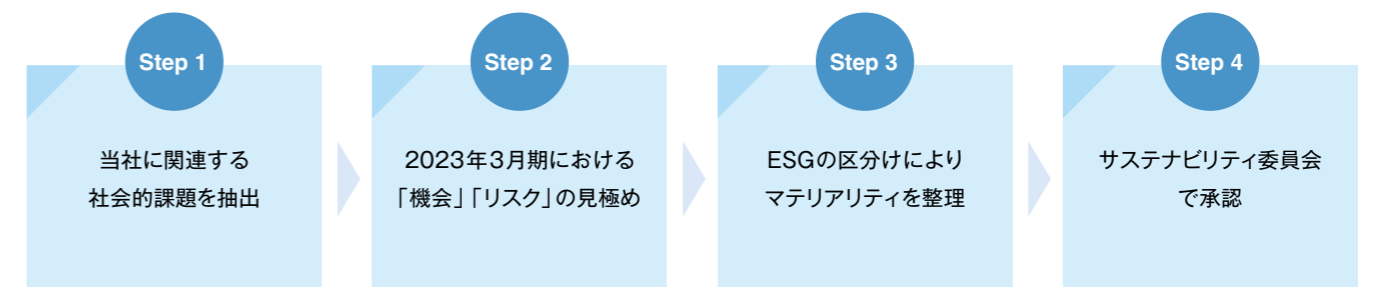 Step 1
当社に関連する
社会的課題を抽出
Step 2
2023年3月期における
「機会」「リスク」の見極め
Step 3
ESGの区分けにより
マテリアリティを整理
Step 4
サステナビリティ委員会
で承認